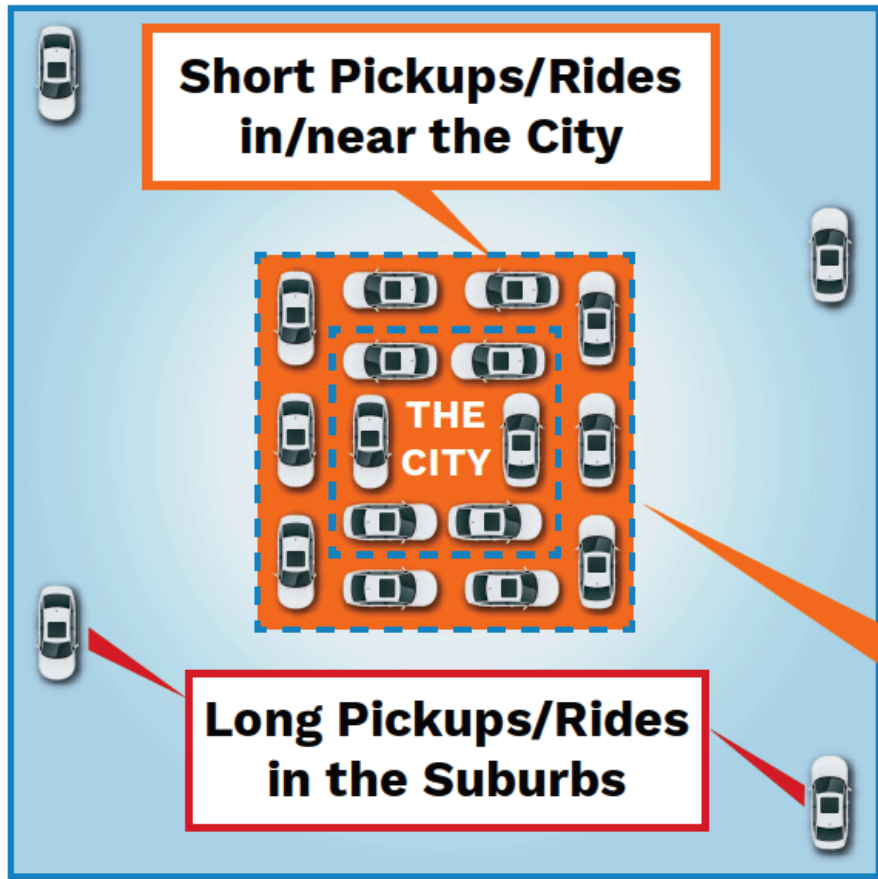 Short Pickups/Rides
in/near the City
THE
CITY
Long Pickups/Rides
in the Suburbs